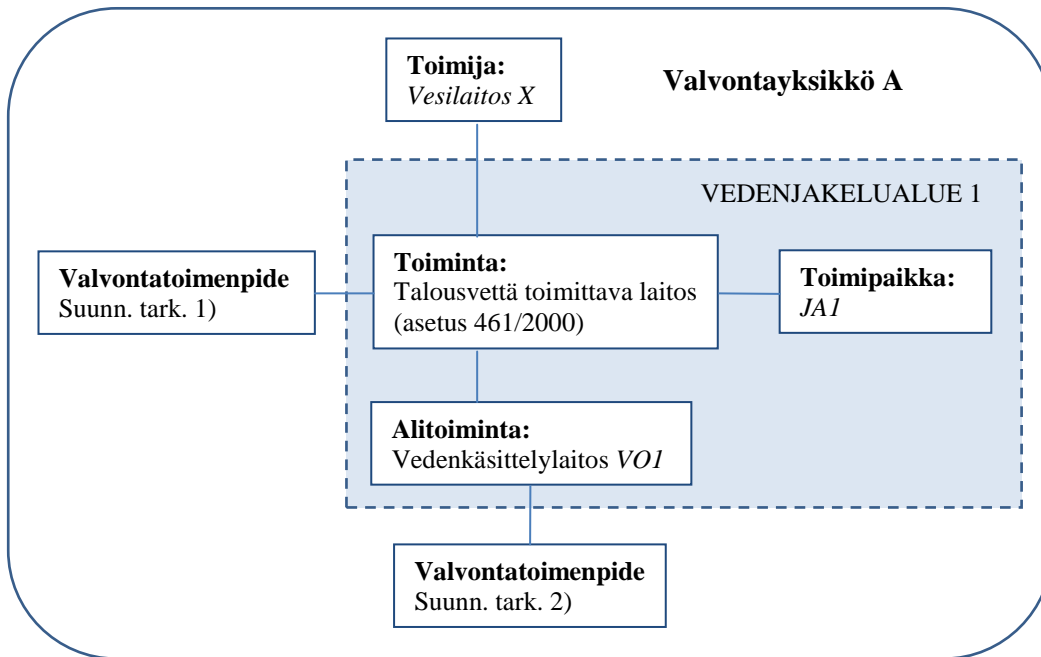 Toimija:
Vesilaitos X
Valvontayksikkö A
VEDENJAKELUALUE 1
Valvontatoimenpide
Suunn. tark. 1)
Toiminta:
Talousvettä toimittava laitos
(asetus 461/2000)
Toimipaikka:
JA1
Alitoiminta:
Vedenkäsittelylaitos VO1
Valvontatoimenpide
Suunn. tark. 2)